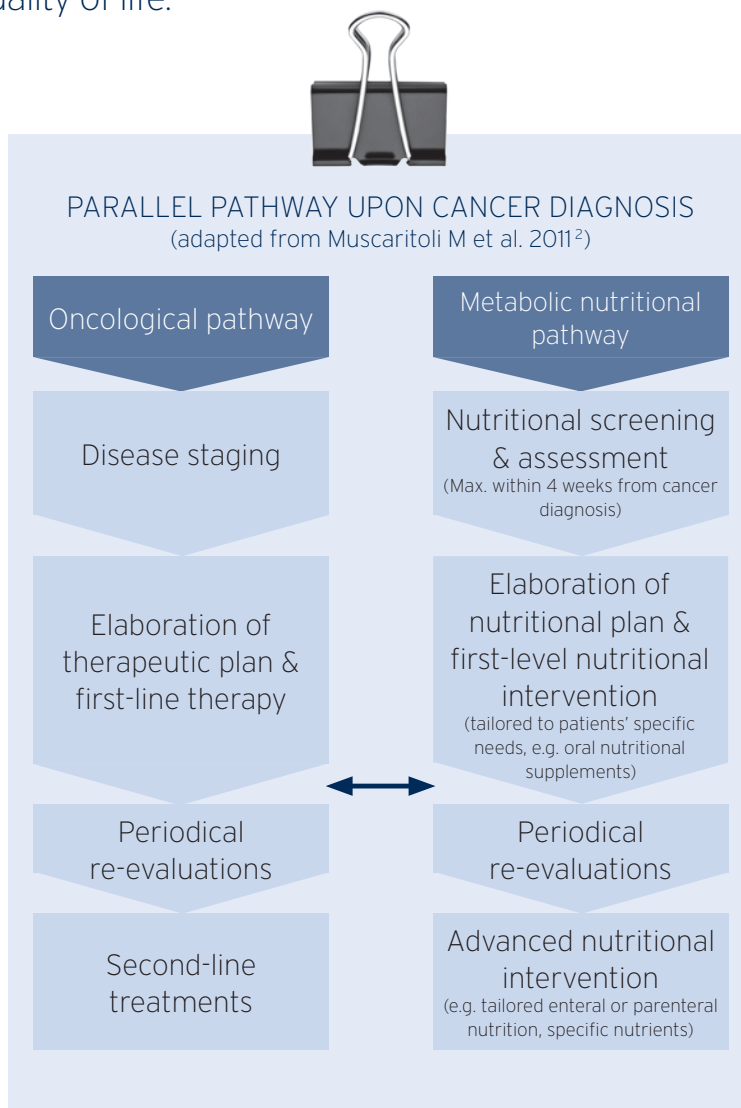 uality of life.
PARALLEL PATHWAY UPON CANCER DIAGNOSIS
(adapted from Muscaritoli M et al. 2011²)
Oncological pathway
Disease staging
Elaboration of
therapeutic plan &
first-line therapy
Periodical
re-evaluations
Second-line
treatments
Metabolic nutritional
pathway
Nutritional screening
& assessment
(Max. within 4 weeks from cancer
diagnosis)
Elaboration of
nutritional plan &
first-level nutritional
intervention
(tailored to patients’ specific
needs, e.g. oral nutritional
supplements)
Periodical
re-evaluations
Advanced nutritional
intervention
(e.g. tailored enteral or parenteral
nutrition, specific nutrients)